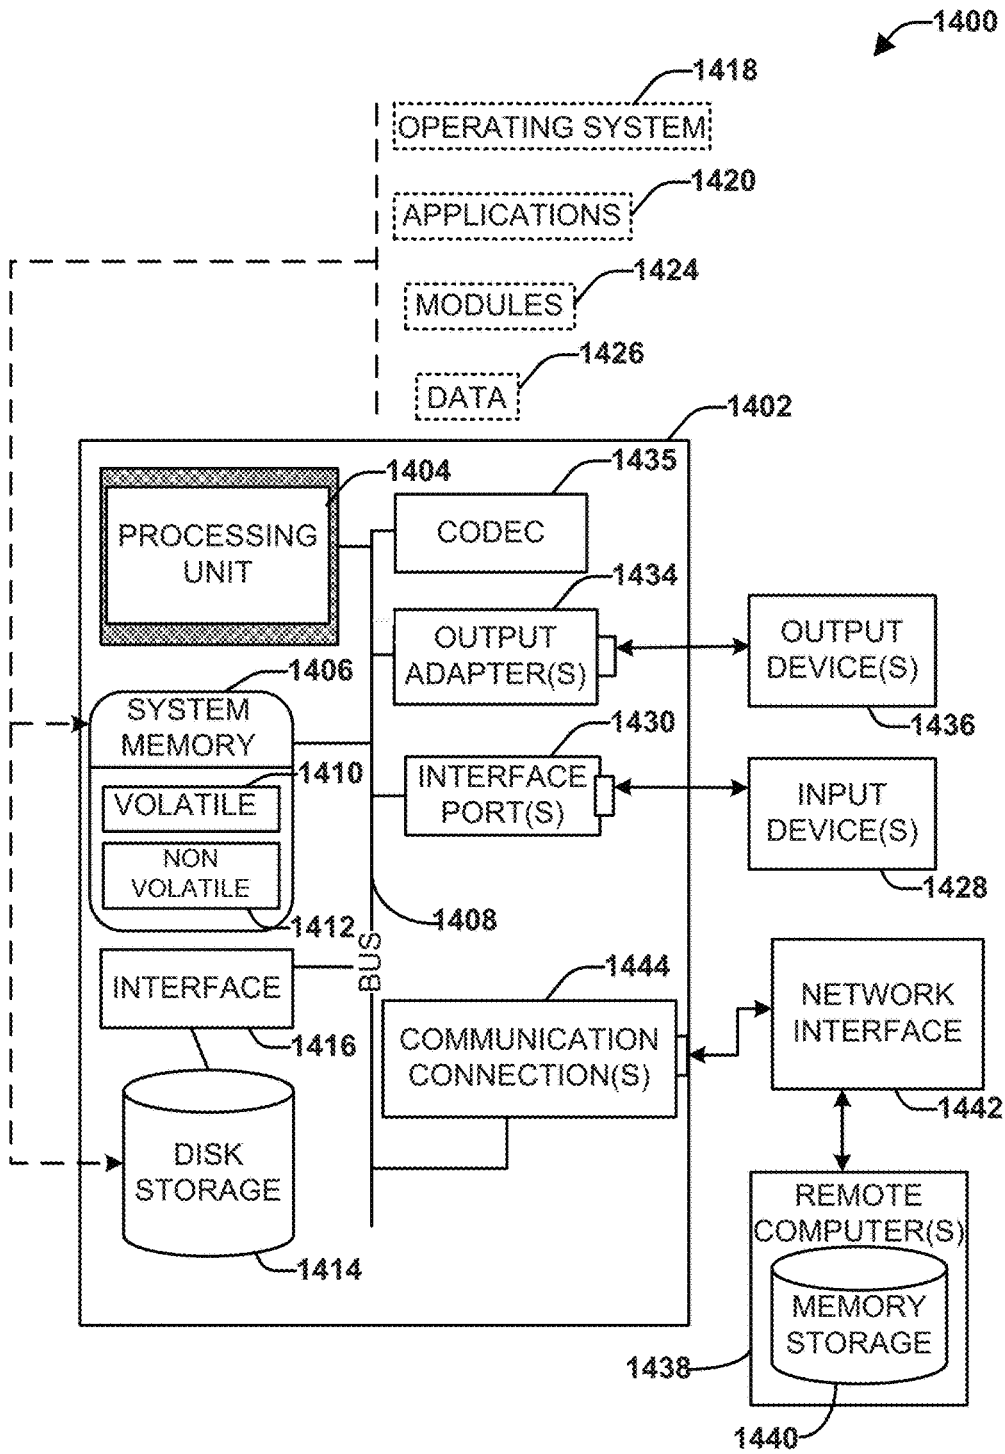 1400
1418
OPERATING SYSTEM
1420
APPLICATIONS
1424
MODULES
1426
DATA
1402
1404
PROCESSING
UNIT
1435
CODEC
1434
OUTPUT
ADAPTER(S)
OUTPUT
DEVICE(S)
1436
1406
SYSTEM
MEMORY
1410
VOLATILE
NON
VOLATILE
1412
1430
INTERFACE
PORT(S)
INPUT
DEVICE(S)
1428
1408
BUS
INTERFACE
1416
1444
COMMUNICATION
CONNECTION(S)
NETWORK
INTERFACE
1442
DISK
STORAGE
1414
REMOTE
COMPUTER(S)
MEMORY
STORAGE
1438
1440